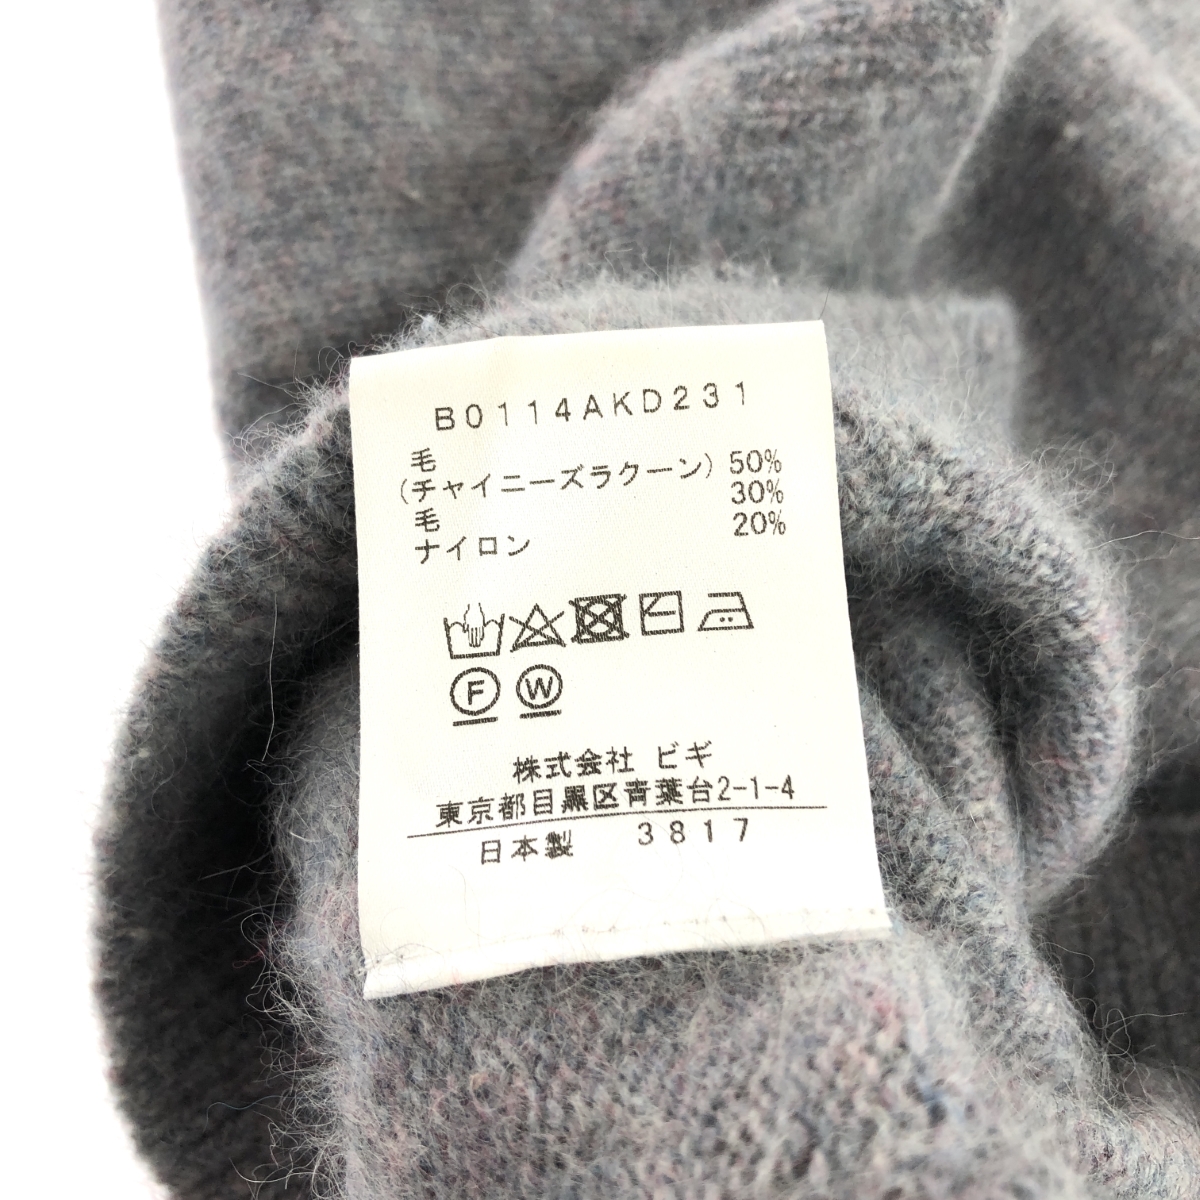 B0114AKD231
毛
(チャイニーズラクーン) 50%
毛 30%
ナイロン 20%
F W
株式会社 ビギ
東京都目黒区青葉台2-1-4
日本製 3817